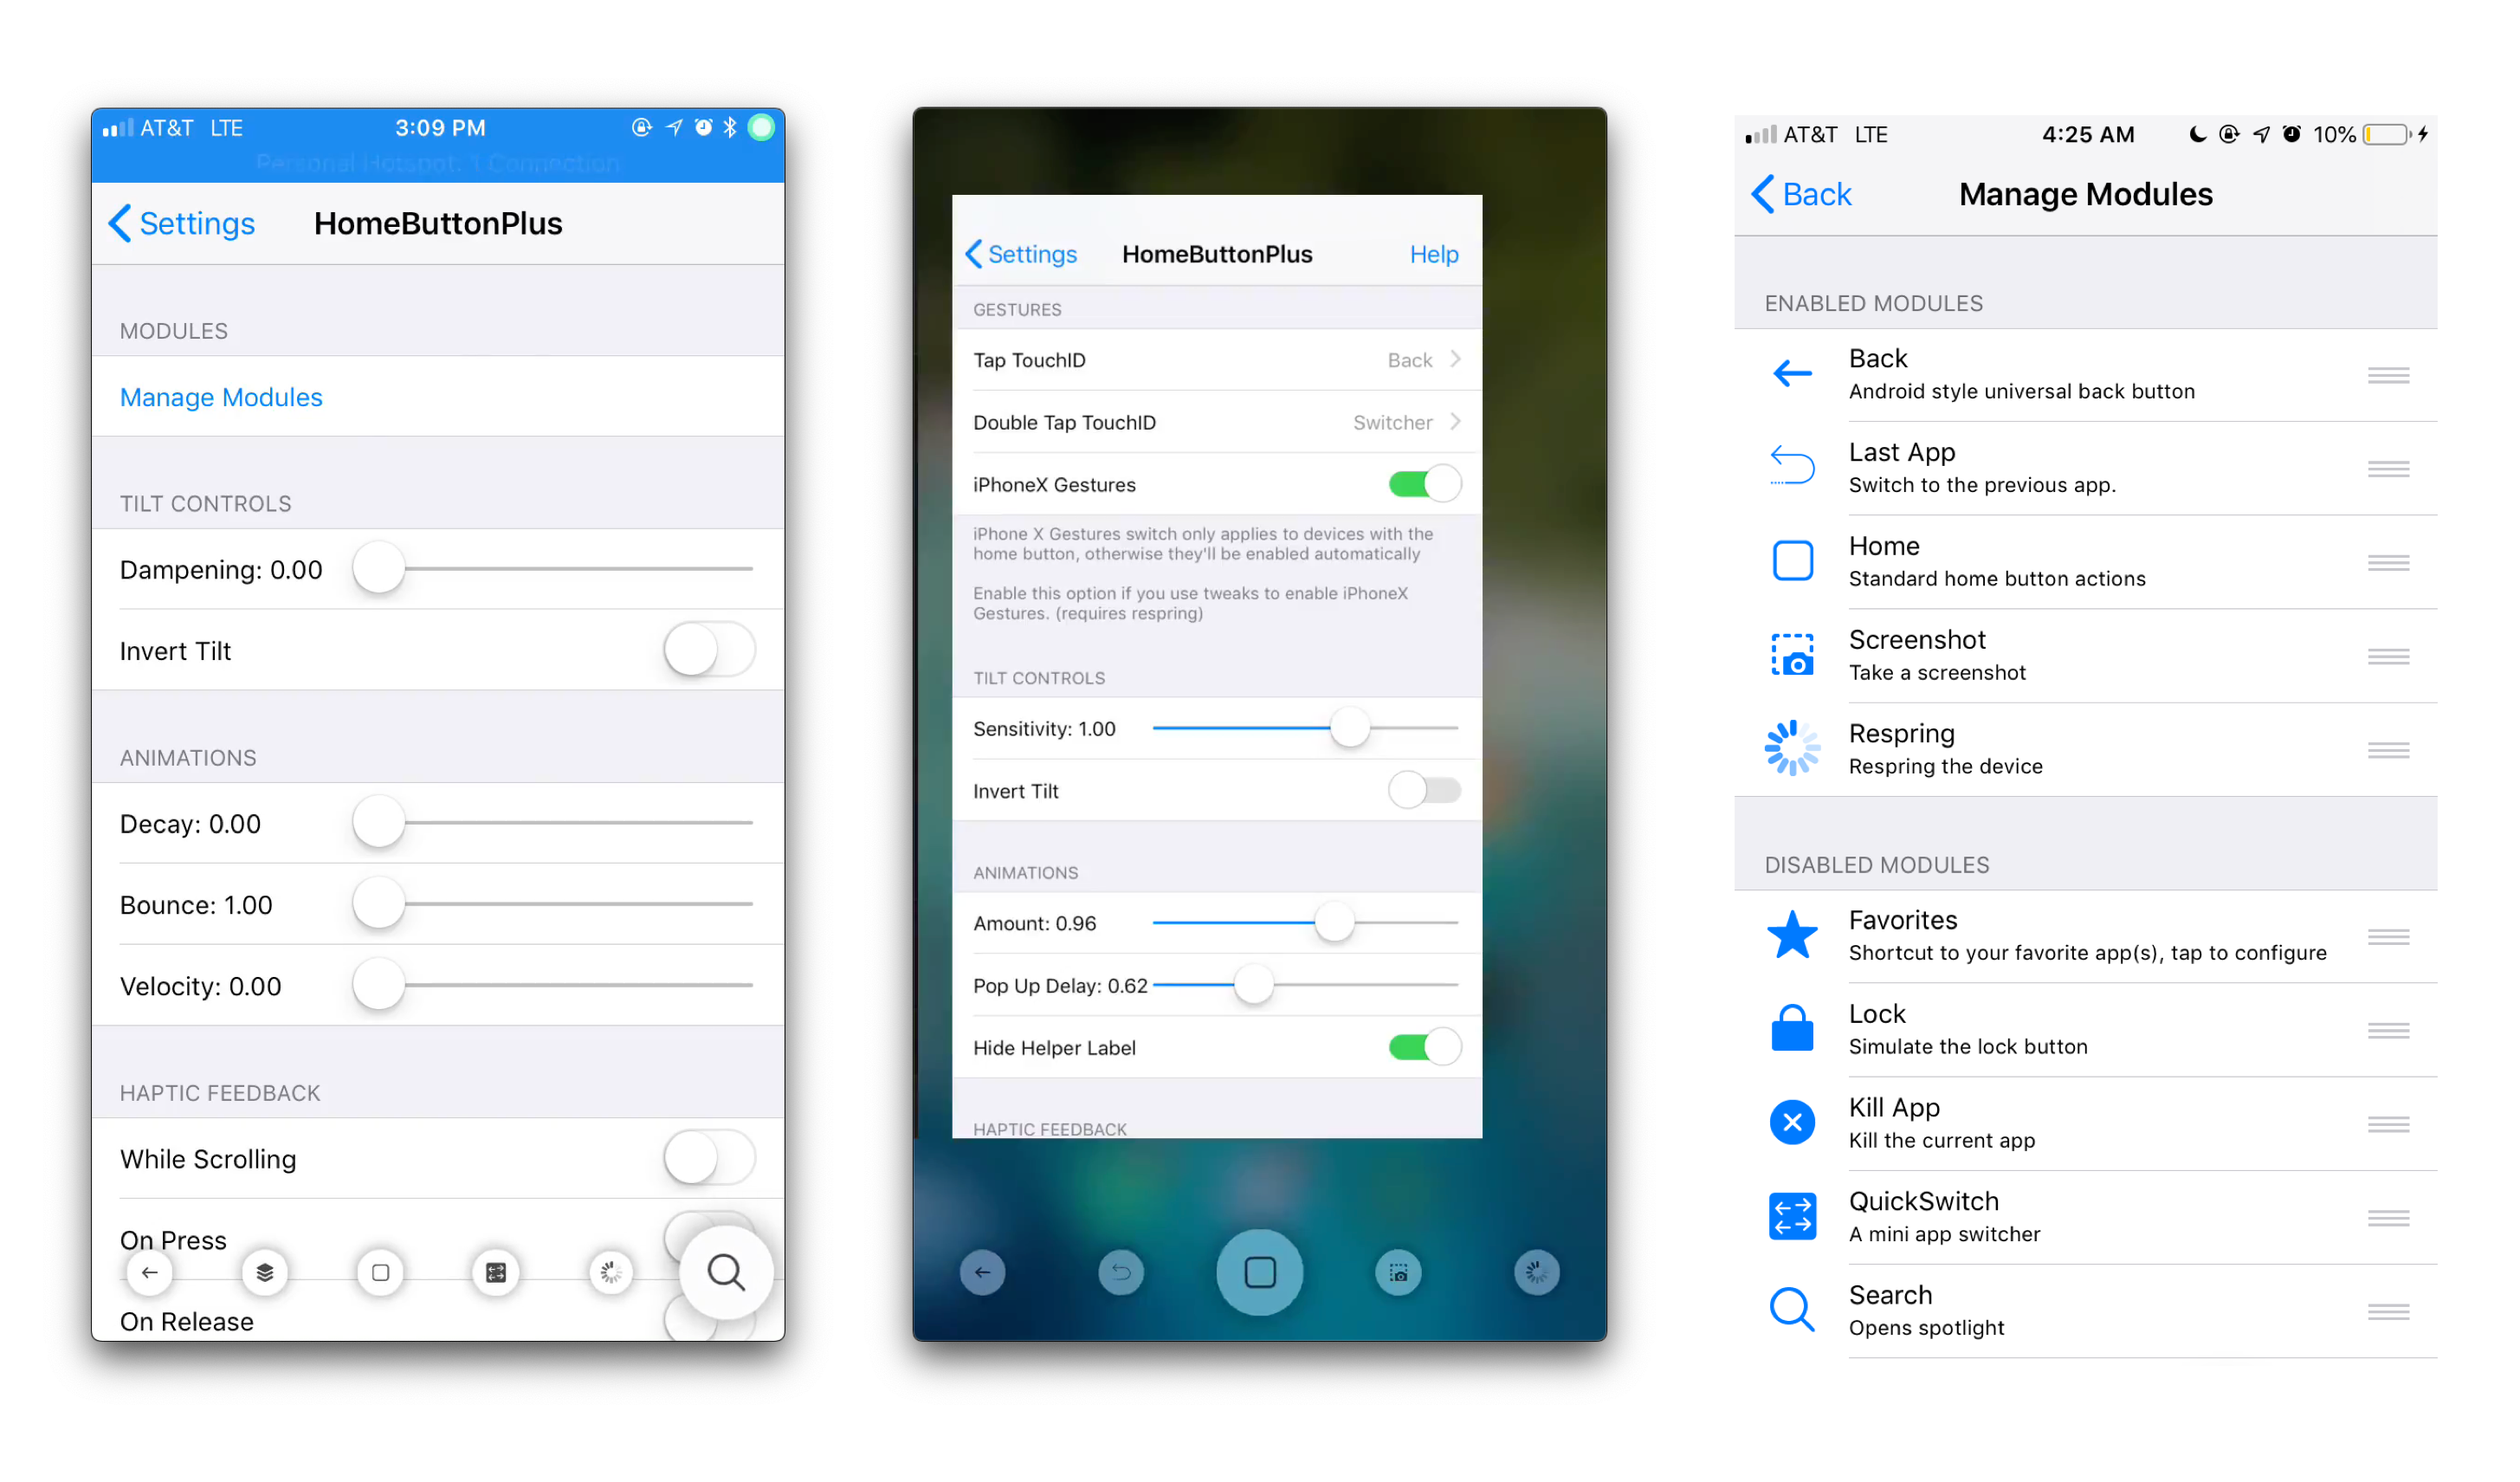 AT&T LTE 3:09 PM
Personal Hotspot: 1 Connection
Settings HomeButtonPlus
MODULES
Manage Modules
TILT CONTROLS
Dampening: 0.00
Invert Tilt
ANIMATIONS
Decay: 0.00
Bounce: 1.00
Velocity: 0.00
HAPTIC FEEDBACK
While Scrolling
On Press
On Release
Settings HomeButtonPlus Help
GESTURES
Tap TouchID Back
Double Tap TouchID Switcher
iPhoneX Gestures
iPhone X Gestures switch only applies to devices with the
home button, otherwise they'll be enabled automatically
Enable this option if you use tweaks to enable iPhoneX
Gestures. (requires respring)
TILT CONTROLS
Sensitivity: 1.00
Invert Tilt
ANIMATIONS
Amount: 0.96
Pop Up Delay: 0.62
Hide Helper Label
HAPTIC FEEDBACK
AT&T LTE 4:25 AM 10%
Back Manage Modules
ENABLED MODULES
Back
Android style universal back button
Last App
Switch to the previous app.
Home
Standard home button actions
Screenshot
Take a screenshot
Respring
Respring the device
DISABLED MODULES
Favorites
Shortcut to your favorite app(s), tap to configure
Lock
Simulate the lock button
Kill App
Kill the current app
QuickSwitch
A mini app switcher
Search
Opens spotlight